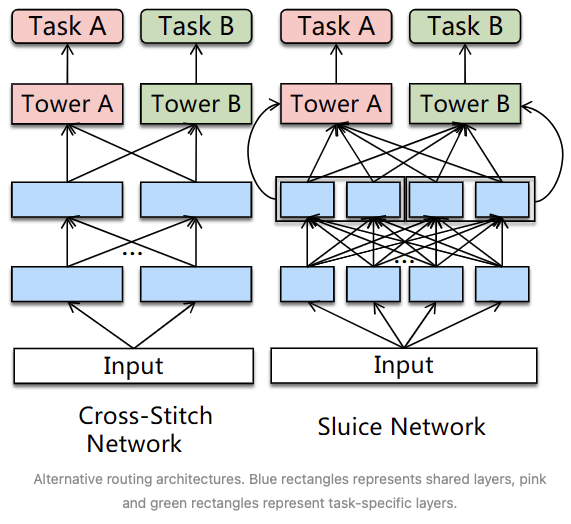 Task A
Task B
Task A
Task B
Tower A
Tower B
Tower A
Tower B
...
...
Input
Input
Cross-Stitch
Network
Sluice Network
Alternative routing architectures. Blue rectangles represents shared layers, pink
and green rectangles represent task-specific layers.